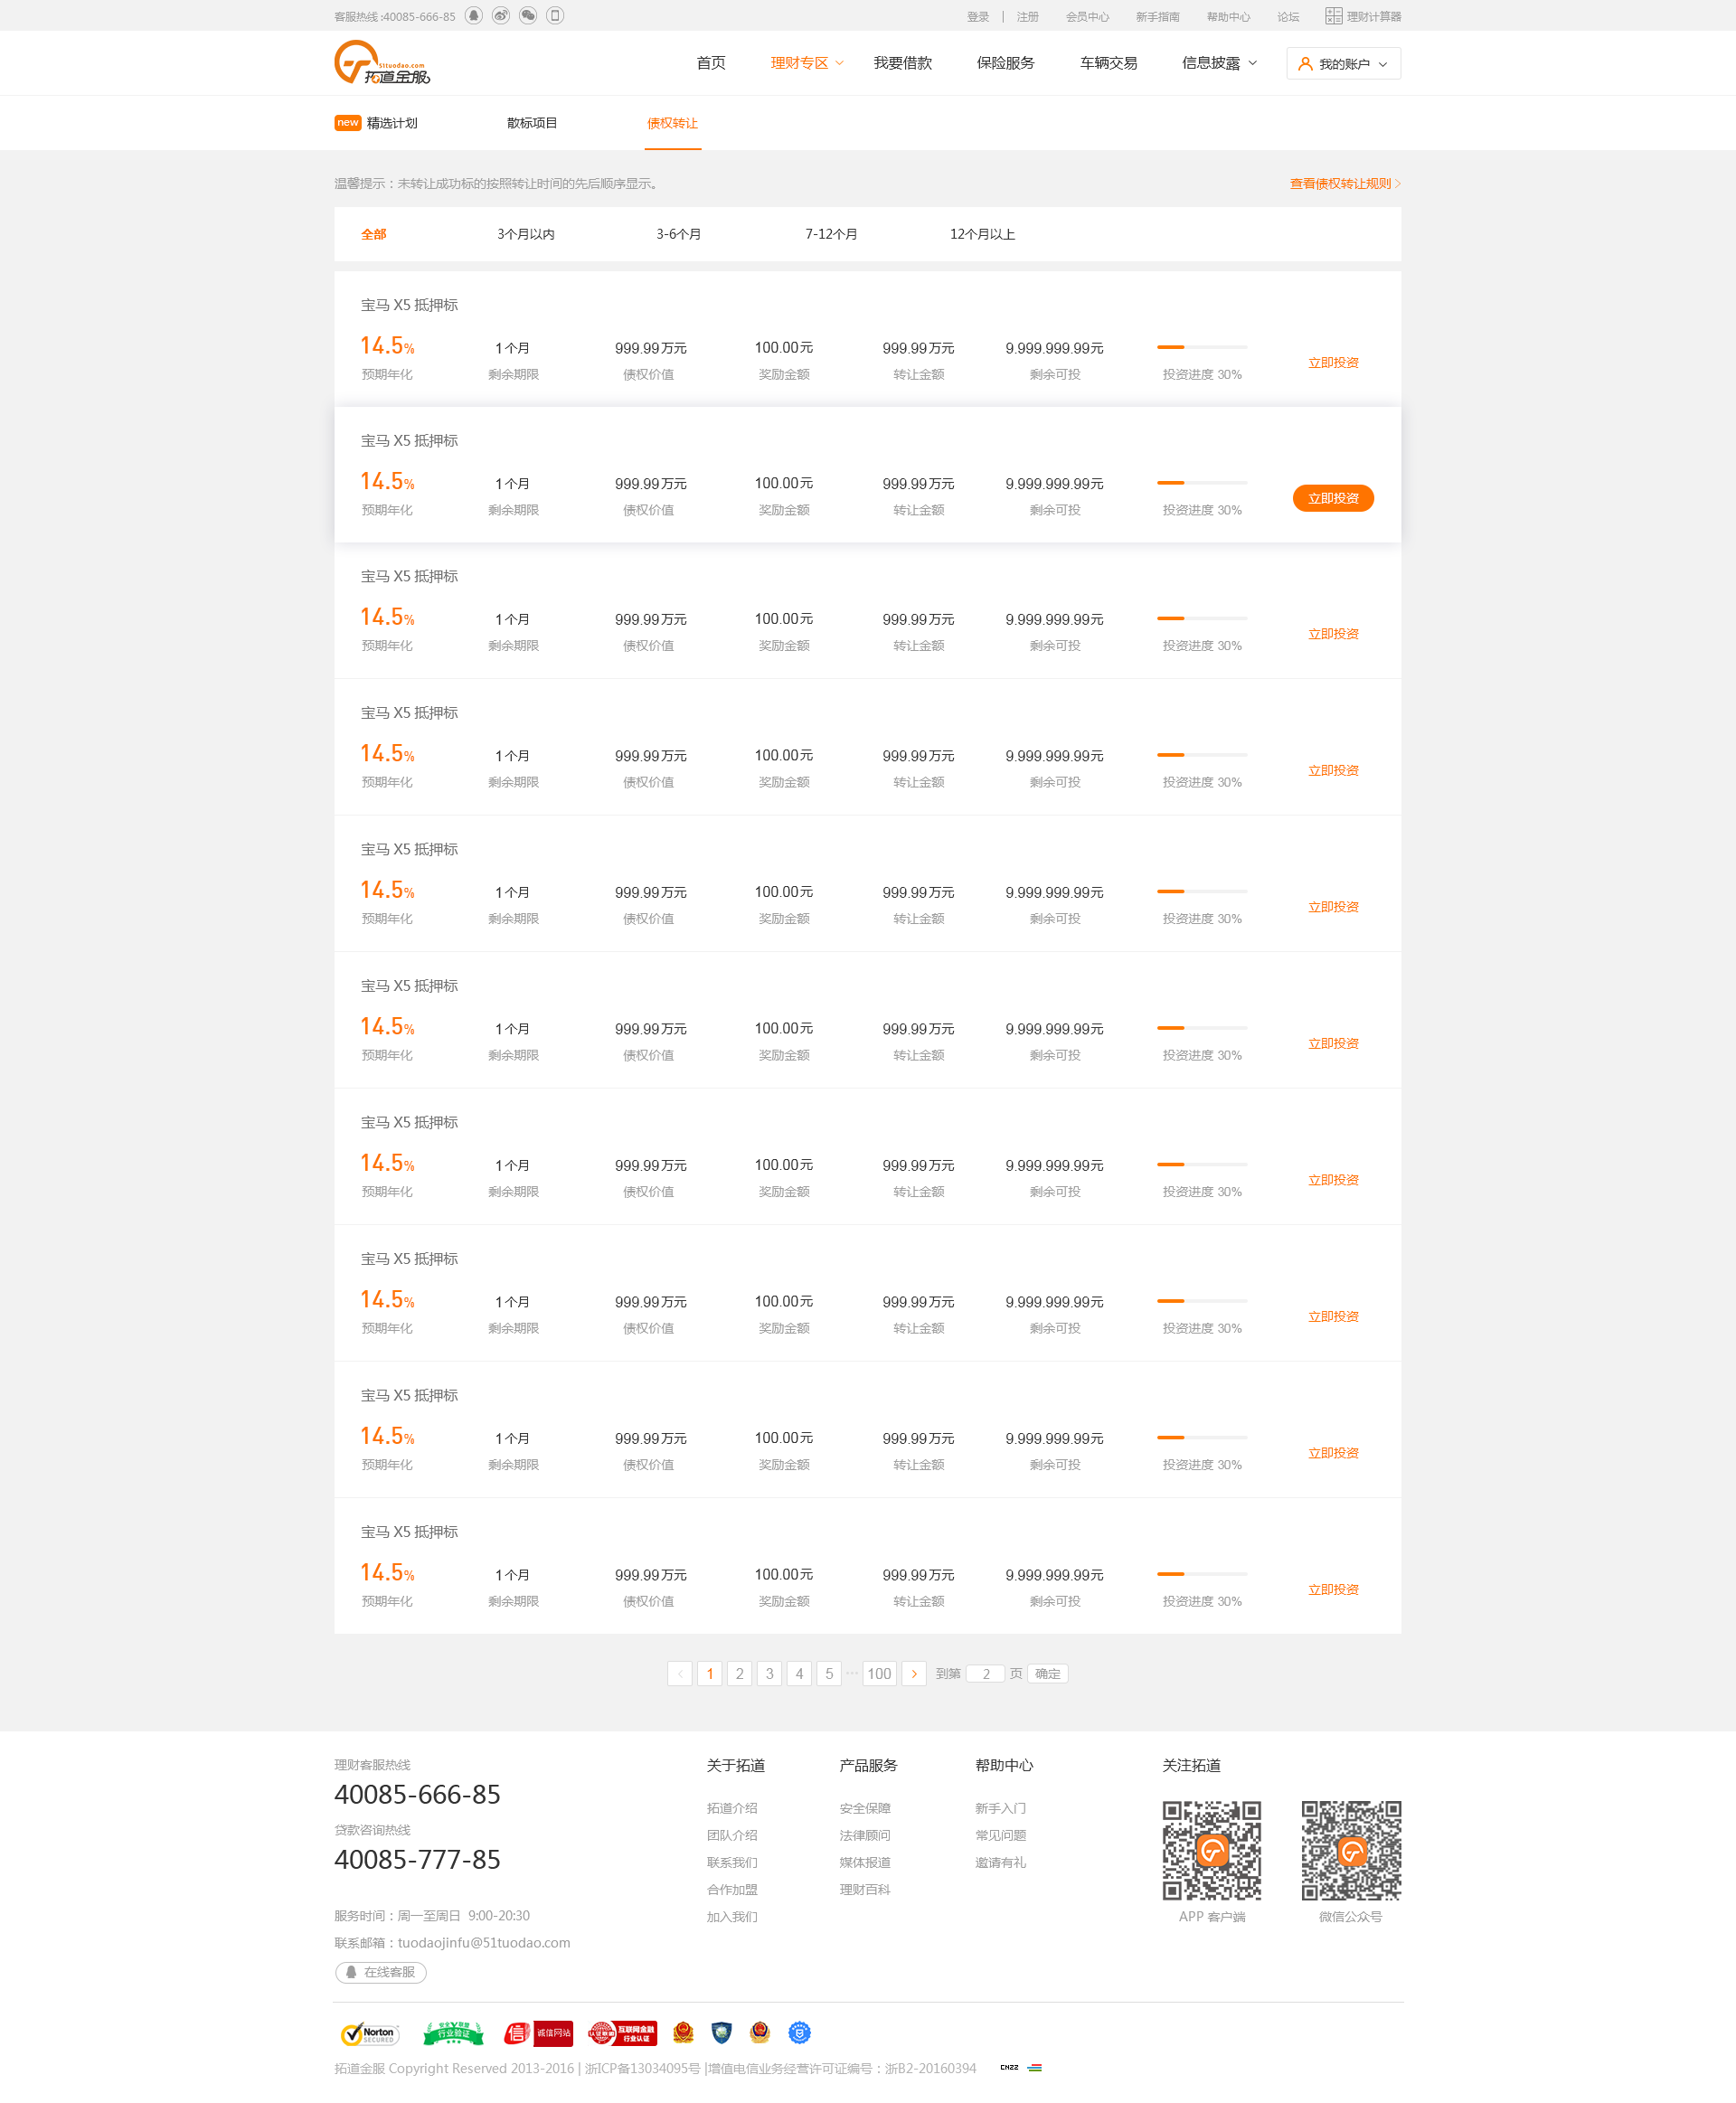 客服热线 :40085-666-85
登录 | 注册 会员中心 新手指南 帮助中心 论坛 理财计算器
51tuodao.com
拓道金服
首页 理财专区 我要借款 保险服务 车辆交易 信息披露 我的账户
new 精选计划 散标项目 债权转让
温馨提示：未转让成功标的按照转让时间的先后顺序显示。 查看债权转让规则
全部 3个月以内 3-6个月 7-12个月 12个月以上
宝马 X5 抵押标
14.5% 1个月 999.99万元 100.00元 999.99万元 9.999.999.99元
立即投资
预期年化 剩余期限 债权价值 奖励金额 转让金额 剩余可投 投资进度 30%
宝马 X5 抵押标
14.5% 1个月 999.99万元 100.00元 999.99万元 9.999.999.99元
立即投资
预期年化 剩余期限 债权价值 奖励金额 转让金额 剩余可投 投资进度 30%
宝马 X5 抵押标
14.5% 1个月 999.99万元 100.00元 999.99万元 9.999.999.99元
立即投资
预期年化 剩余期限 债权价值 奖励金额 转让金额 剩余可投 投资进度 30%
宝马 X5 抵押标
14.5% 1个月 999.99万元 100.00元 999.99万元 9.999.999.99元
立即投资
预期年化 剩余期限 债权价值 奖励金额 转让金额 剩余可投 投资进度 30%
宝马 X5 抵押标
14.5% 1个月 999.99万元 100.00元 999.99万元 9.999.999.99元
立即投资
预期年化 剩余期限 债权价值 奖励金额 转让金额 剩余可投 投资进度 30%
宝马 X5 抵押标
14.5% 1个月 999.99万元 100.00元 999.99万元 9.999.999.99元
立即投资
预期年化 剩余期限 债权价值 奖励金额 转让金额 剩余可投 投资进度 30%
宝马 X5 抵押标
14.5% 1个月 999.99万元 100.00元 999.99万元 9.999.999.99元
立即投资
预期年化 剩余期限 债权价值 奖励金额 转让金额 剩余可投 投资进度 30%
宝马 X5 抵押标
14.5% 1个月 999.99万元 100.00元 999.99万元 9.999.999.99元
立即投资
预期年化 剩余期限 债权价值 奖励金额 转让金额 剩余可投 投资进度 30%
宝马 X5 抵押标
14.5% 1个月 999.99万元 100.00元 999.99万元 9.999.999.99元
立即投资
预期年化 剩余期限 债权价值 奖励金额 转让金额 剩余可投 投资进度 30%
宝马 X5 抵押标
14.5% 1个月 999.99万元 100.00元 999.99万元 9.999.999.99元
立即投资
预期年化 剩余期限 债权价值 奖励金额 转让金额 剩余可投 投资进度 30%
1 2 3 4 5 ··· 100 到第 2 页 确定
理财客服热线
40085-666-85
贷款咨询热线
40085-777-85
服务时间：周一至周日 9:00-20:30
联系邮箱：tuodaojinfu@51tuodao.com
在线客服
关于拓道
拓道介绍
团队介绍
联系我们
合作加盟
加入我们
产品服务
安全保障
法律顾问
媒体报道
理财百科
帮助中心
新手入门
常见问题
邀请有礼
关注拓道
APP 客户端 微信公众号
Norton SECURED 安全联盟 行业验证 信 诚信网站 认证联盟 互联网金融 行业认证
拓道金服 Copyright Reserved 2013-2016 | 浙ICP备13034095号 |增值电信业务经营许可证编号：浙B2-20160394 CNZZ